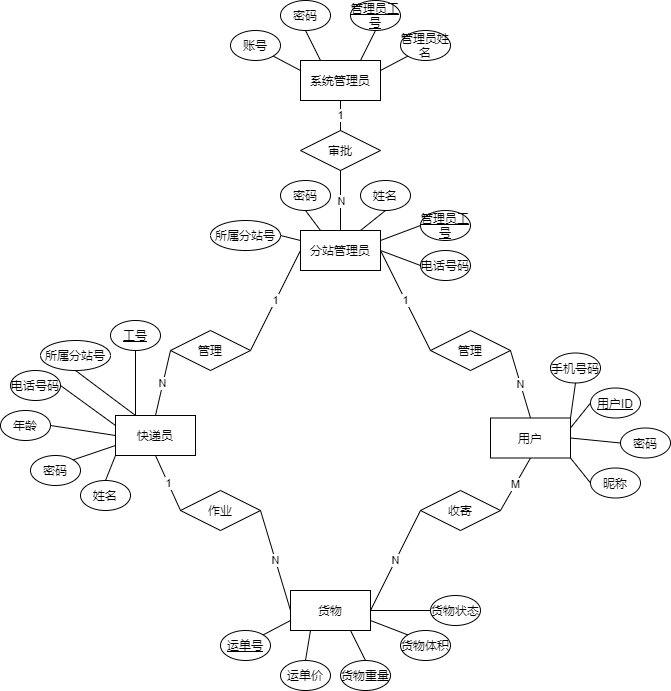 密码
管理员工
号
账号
管理员姓
名
系统管理员
1
审批
N
密码
姓名
所属分站号
管理员工
号
分站管理员
电话号码
1
1
管理
管理
工号
所属分站号
手机号码
电话号码
N
N
用户ID
年龄
快递员
用户
密码
密码
昵称
姓名
1
M
作业
收寄
N
N
货物
货物状态
运单号
货物体积
运单价
货物重量